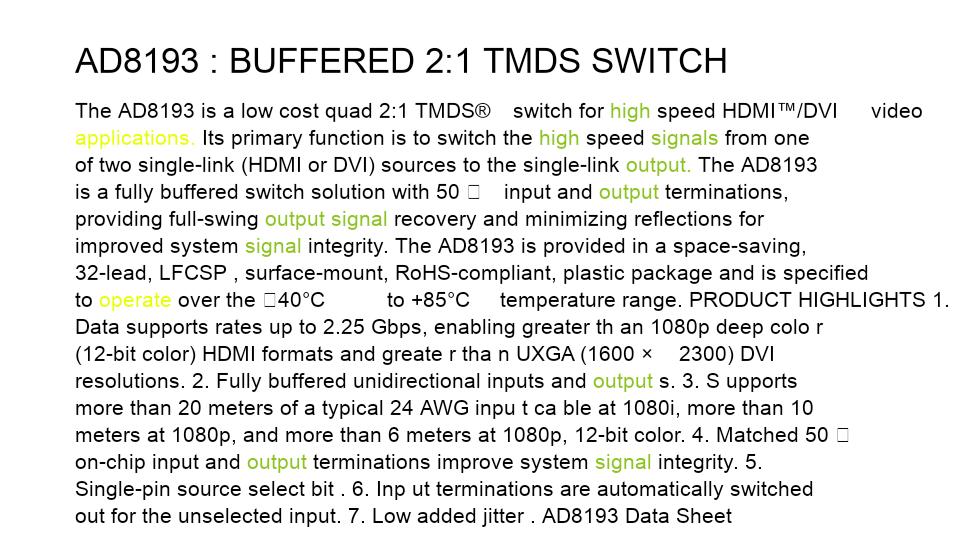 AD8193 : BUFFERED 2:1 TMDS SWITCH
The AD8193 is a low cost quad 2:1 TMDS® switch for high speed HDMI™/DVI video
applications. Its primary function is to switch the high speed signals from one
of two single-link (HDMI or DVI) sources to the single-link output. The AD8193
is a fully buffered switch solution with 50 □ input and output terminations,
providing full-swing output signal recovery and minimizing reflections for
improved system signal integrity. The AD8193 is provided in a space-saving,
32-lead, LFCSP , surface-mount, RoHS-compliant, plastic package and is specified
to operate over the □40°C to +85°C temperature range. PRODUCT HIGHLIGHTS 1.
Data supports rates up to 2.25 Gbps, enabling greater th an 1080p deep colo r
(12-bit color) HDMI formats and greate r tha n UXGA (1600 × 2300) DVI
resolutions. 2. Fully buffered unidirectional inputs and output s. 3. S upports
more than 20 meters of a typical 24 AWG inpu t ca ble at 1080i, more than 10
meters at 1080p, and more than 6 meters at 1080p, 12-bit color. 4. Matched 50 □
on-chip input and output terminations improve system signal integrity. 5.
Single-pin source select bit . 6. Inp ut terminations are automatically switched
out for the unselected input. 7. Low added jitter . AD8193 Data Sheet